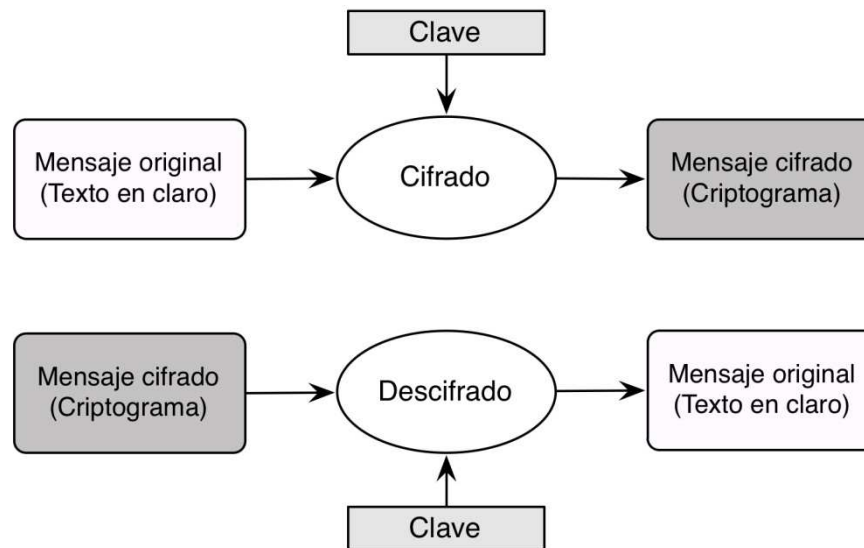 Clave
Mensaje original
(Texto en claro)
Cifrado
Mensaje cifrado
(Criptograma)
Mensaje cifrado
(Criptograma)
Descifrado
Mensaje original
(Texto en claro)
Clave